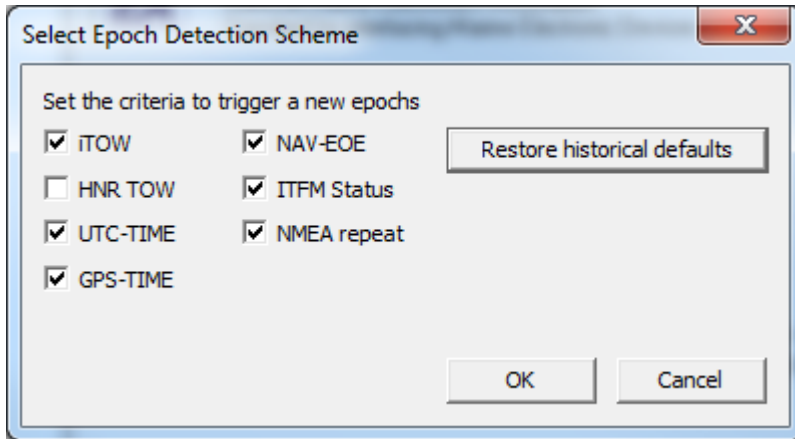 Select Epoch Detection Scheme
Set the criteria to trigger a new epochs
iTOW
NAV-EOE
Restore historical defaults
HNR TOW
ITFM Status
UTC-TIME
NMEA repeat
GPS-TIME
OK
Cancel